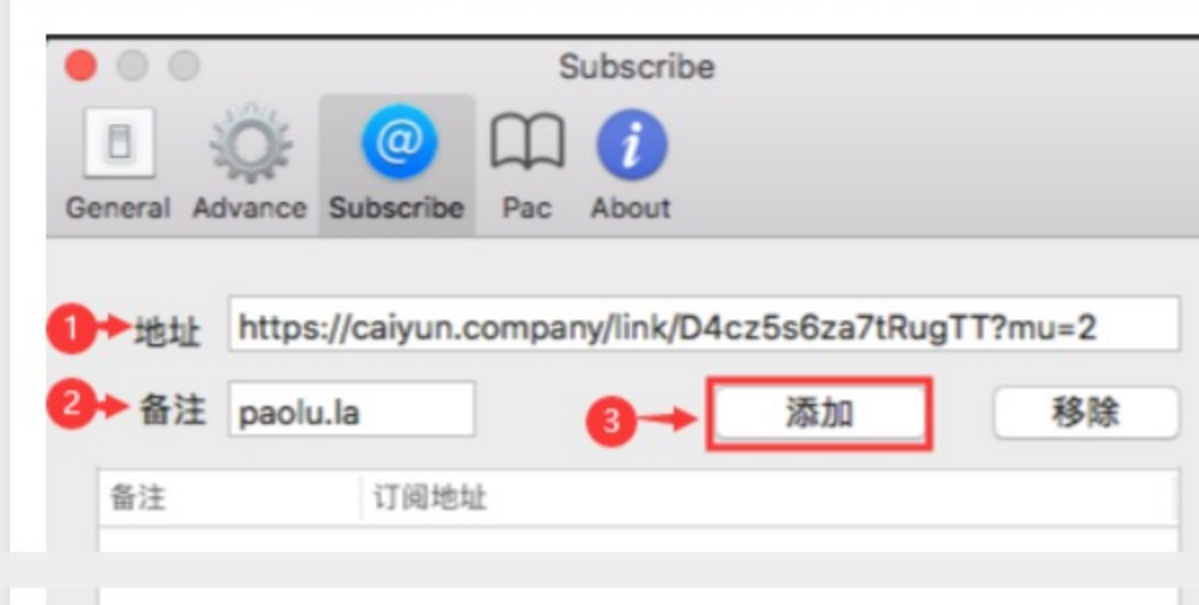 Subscribe
General Advance Subscribe Pac About
1 地址 https://caiyun.company/link/D4cz5s6za7tRugTT?mu=2
2 备注 paolu.la 3 添加 移除
备注 订阅地址